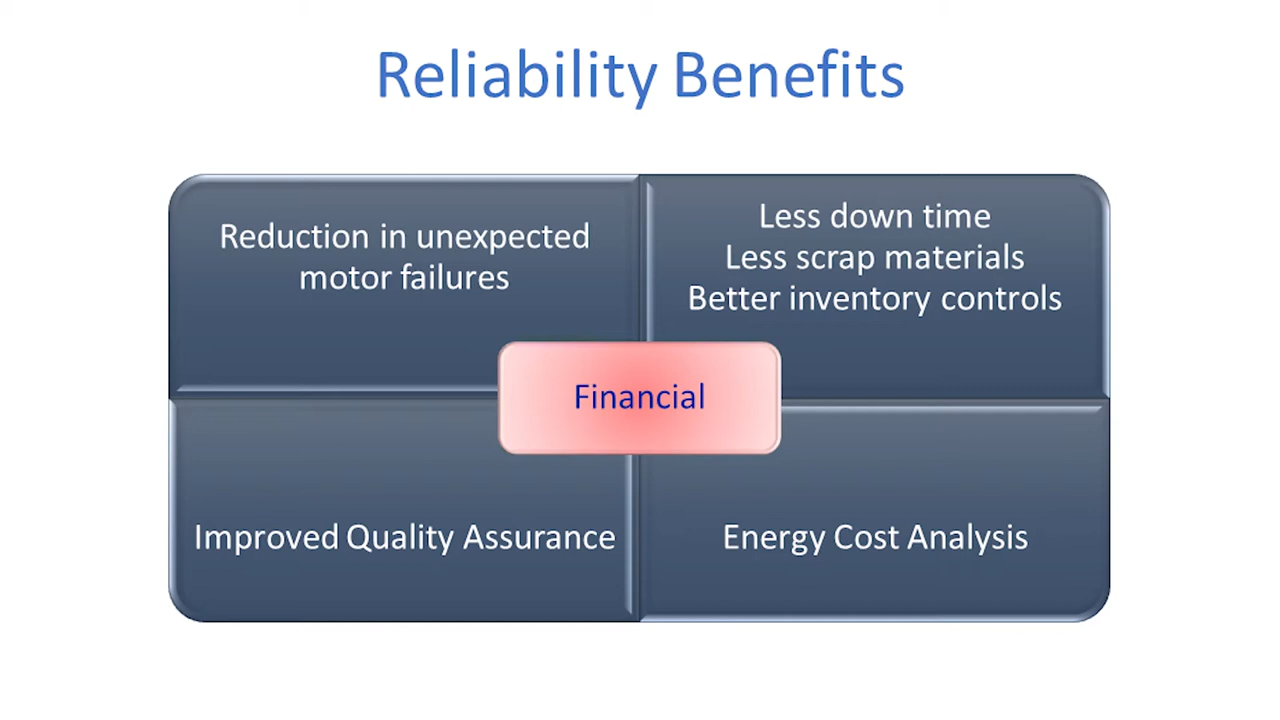 Reliability Benefits
Reduction in unexpected
motor failures
Less down time
Less scrap materials
Better inventory controls
Financial
Improved Quality Assurance
Energy Cost Analysis